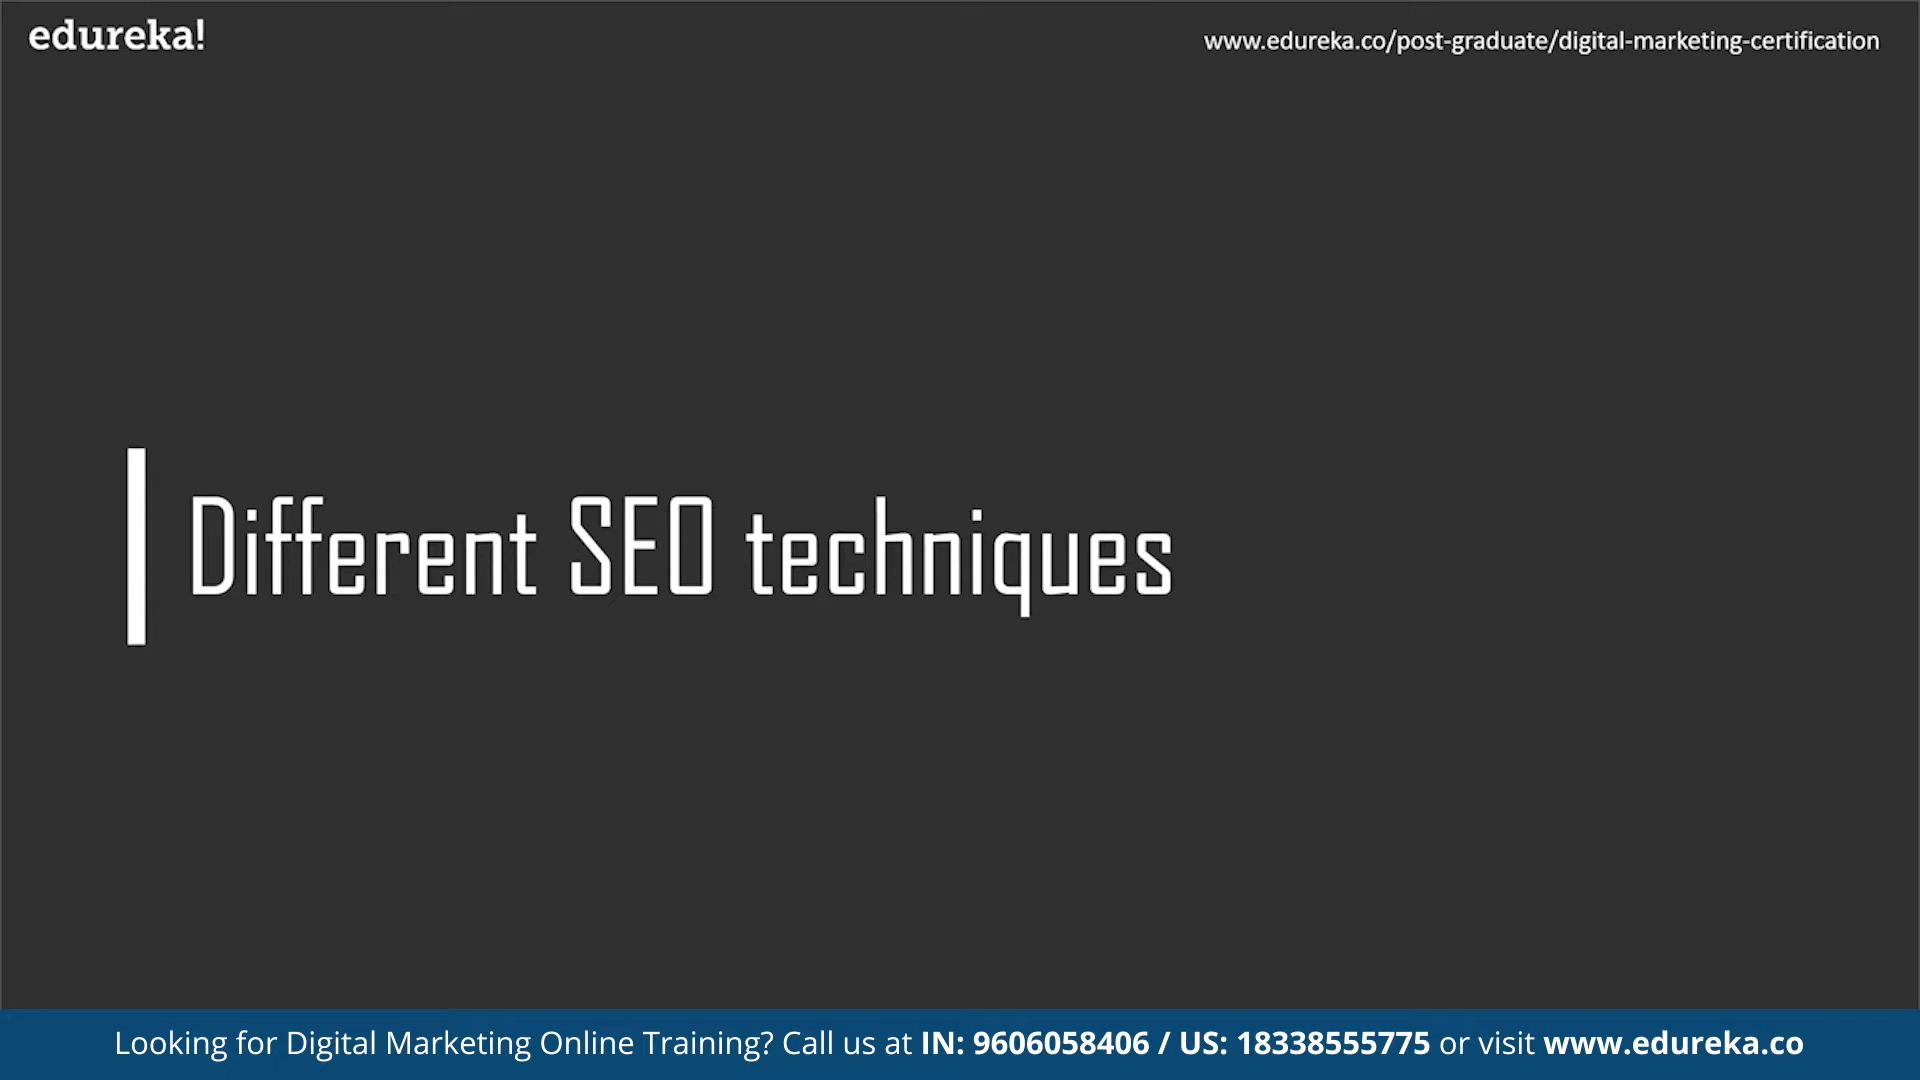 edureka!
www.edureka.co/post-graduate/digital-marketing-certification
Different SEO techniques
Looking for Digital Marketing Online Training? Call us at IN: 9606058406 / US: 18338555775 or visit www.edureka.co